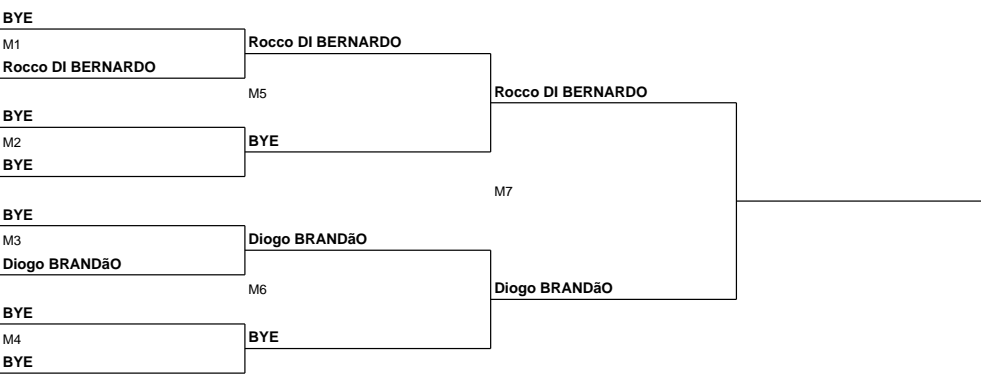 BYE
M1
Rocco DI BERNARDO
Rocco DI BERNARDO
M5
Rocco DI BERNARDO
BYE
M2
BYE
BYE
M7
BYE
M3
Diogo BRANDãO
Diogo BRANDãO
M6
Diogo BRANDãO
BYE
M4
BYE
BYE